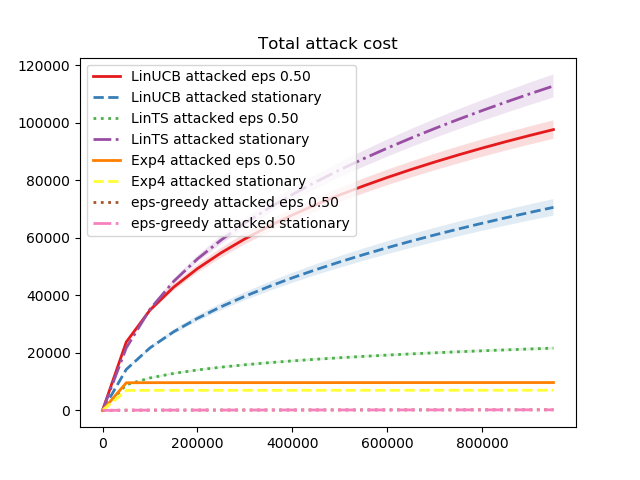 Total attack cost
120000
100000
80000
60000
40000
20000
0
LinUCB attacked eps 0.50
LinUCB attacked stationary
LinTS attacked eps 0.50
LinTS attacked stationary
Exp4 attacked eps 0.50
Exp4 attacked stationary
eps-greedy attacked eps 0.50
eps-greedy attacked stationary
0 200000 400000 600000 800000